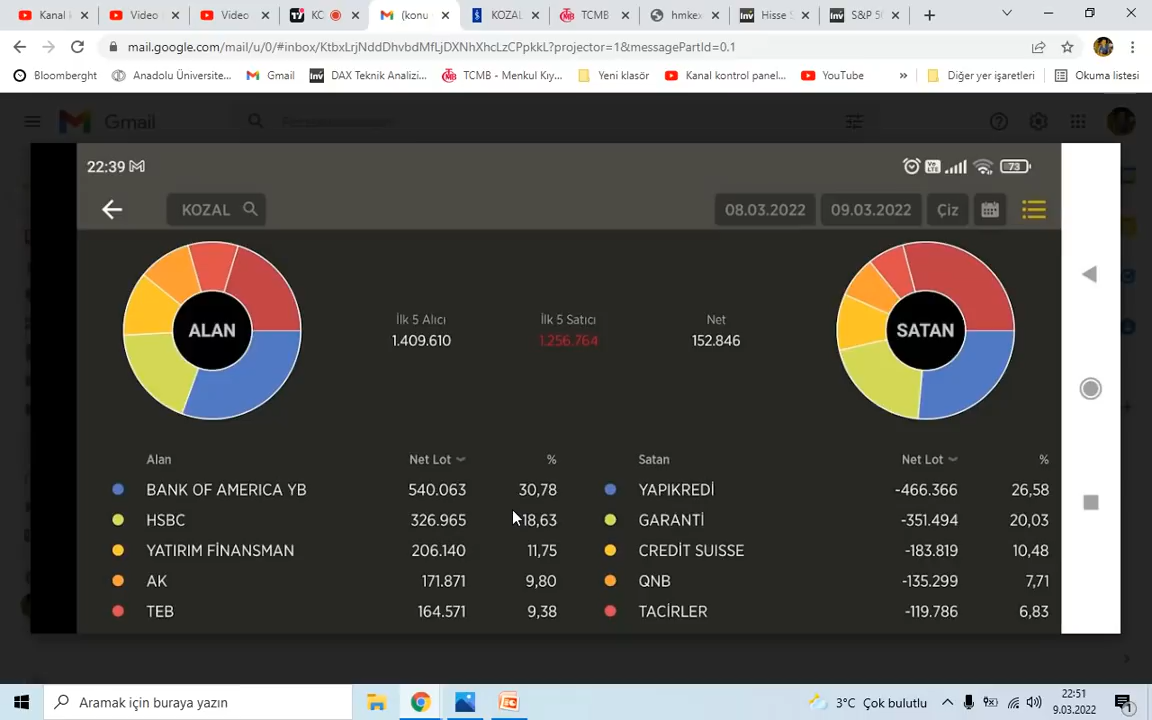 Kanal k
Video
Video
KC
(konu
KOZAL
TCMB
hmkex
Hisse S
S&P 50
mail.google.com/mail/u/0/#inbox/KtbxLrjNddDhvbdMfLjDXNhXhcLzCPpkkL?projector=1&messagePartId=0.1
Bloomberght
Anadolu Üniversite...
Gmail
DAX Teknik Analizi...
TCMB - Menkul Kıy...
Yeni klasör
Kanal kontrol panel...
YouTube
»
Diğer yer işaretleri
Okuma listesi
Gmail
22:39
73
KOZAL
08.03.2022
09.03.2022
Çiz
ALAN
İlk 5 Alıcı
İlk 5 Satıcı
Net
1.409.610
1.256.764
152.846
SATAN
Alan Net Lot % Satan Net Lot %
BANK OF AMERICA YB 540.063 30,78 YAPIKREDİ -466.366 26,58
HSBC 326.965 18,63 GARANTİ -351.494 20,03
YATIRIM FİNANSMAN 206.140 11,75 CREDİT SUISSE -183.819 10,48
AK 171.871 9,80 QNB -135.299 7,71
TEB 164.571 9,38 TACİRLER -119.786 6,83
Aramak için buraya yazın
3°C Çok bulutlu
22:51
9.03.2022
1